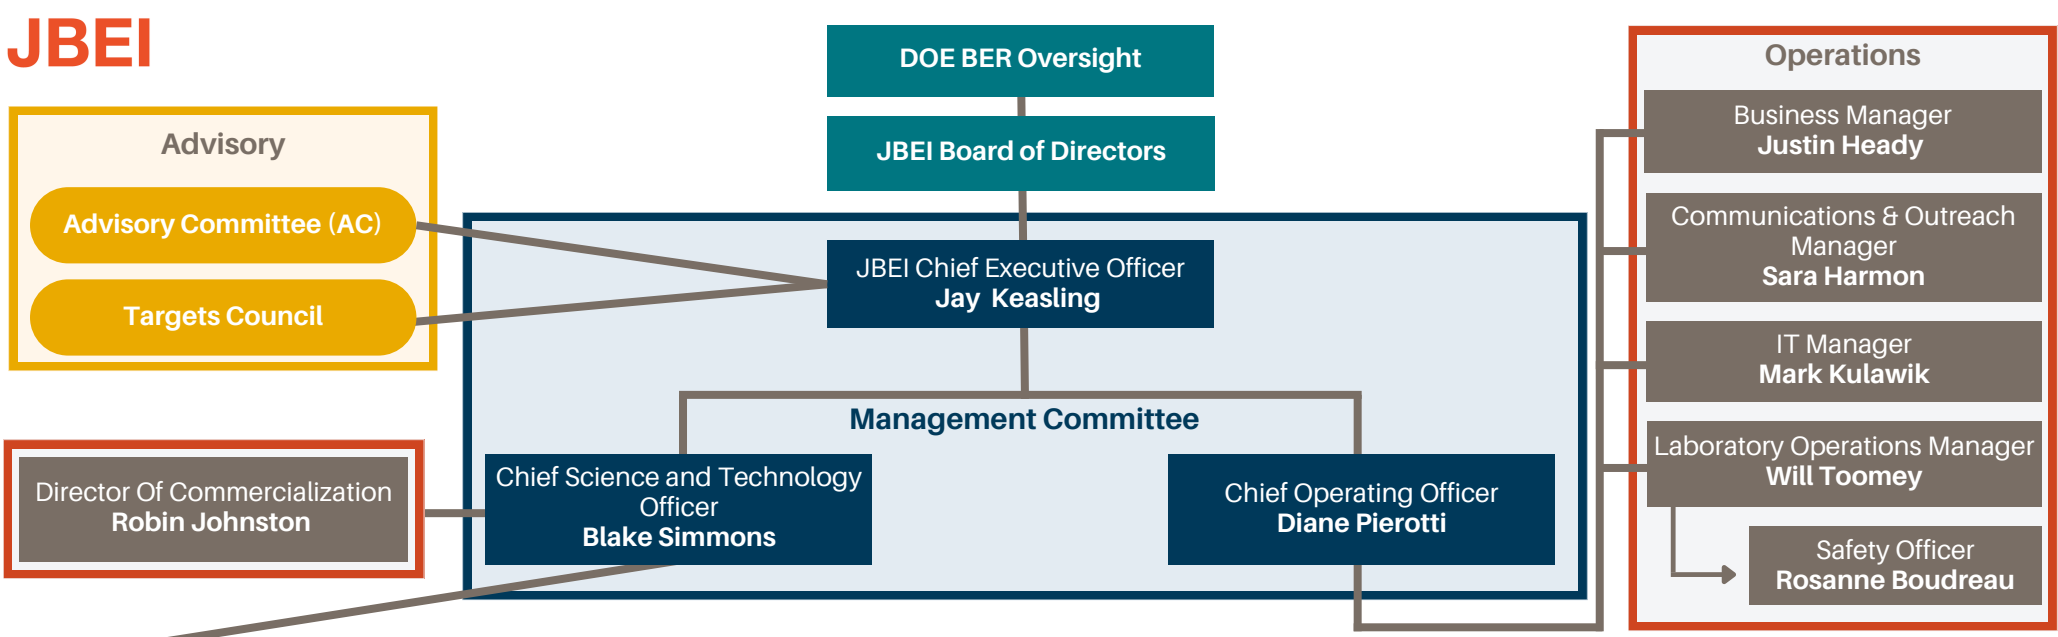 JBEI
DOE BER Oversight
JBEI Board of Directors
Advisory
Advisory Committee (AC)
Targets Council
JBEI Chief Executive Officer
Jay Keasling
Management Committee
Director Of Commercialization
Robin Johnston
Chief Science and Technology
Officer
Blake Simmons
Chief Operating Officer
Diane Pierotti
Operations
Business Manager
Justin Heady
Communications & Outreach
Manager
Sara Harmon
IT Manager
Mark Kulawik
Laboratory Operations Manager
Will Toomey
Safety Officer
Rosanne Boudreau